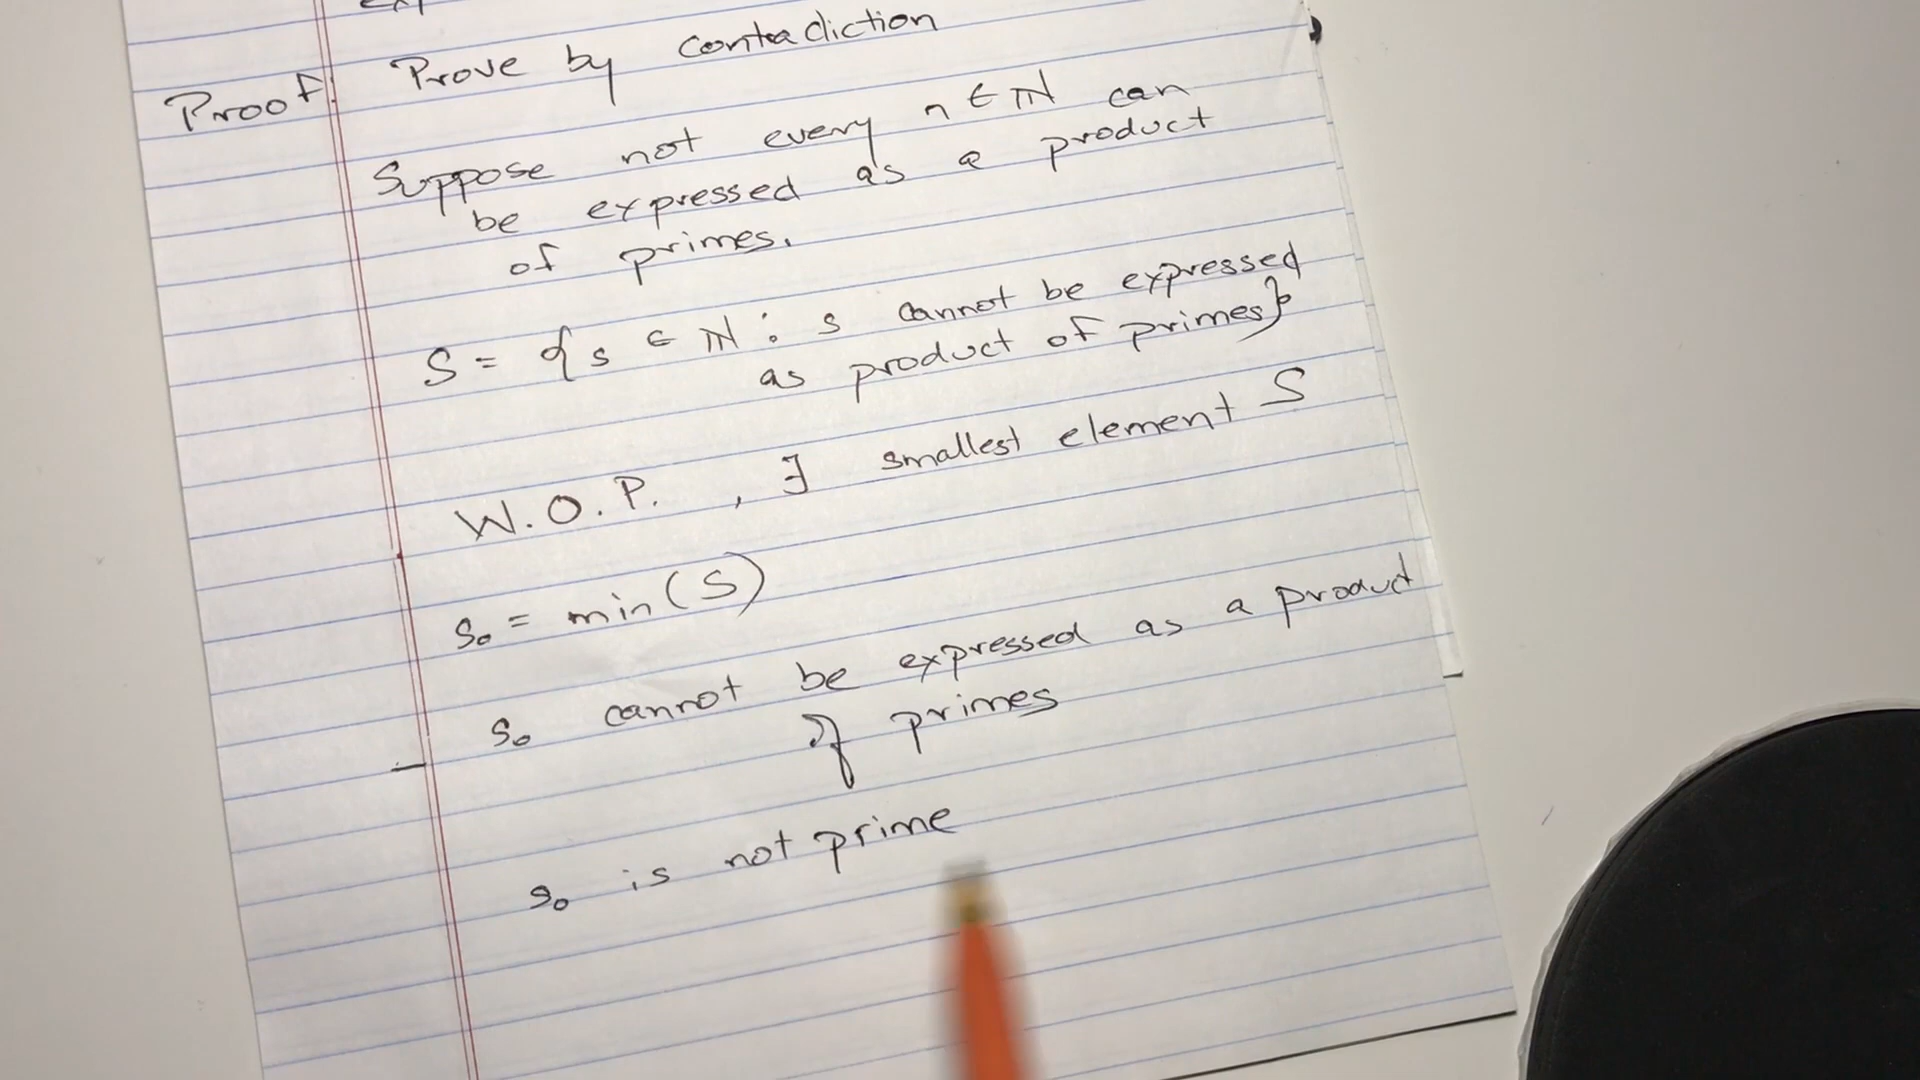 Proof: Prove by contradiction
Suppose not every n ∈ ℕ can
be expressed as a product
of primes.
S = {s ∈ ℕ : s cannot be expressed
as product of primes}
W.O.P. , ∃ smallest element S
s₀ = min(S)
s₀ cannot be expressed as a product
of primes
s₀ is not prime